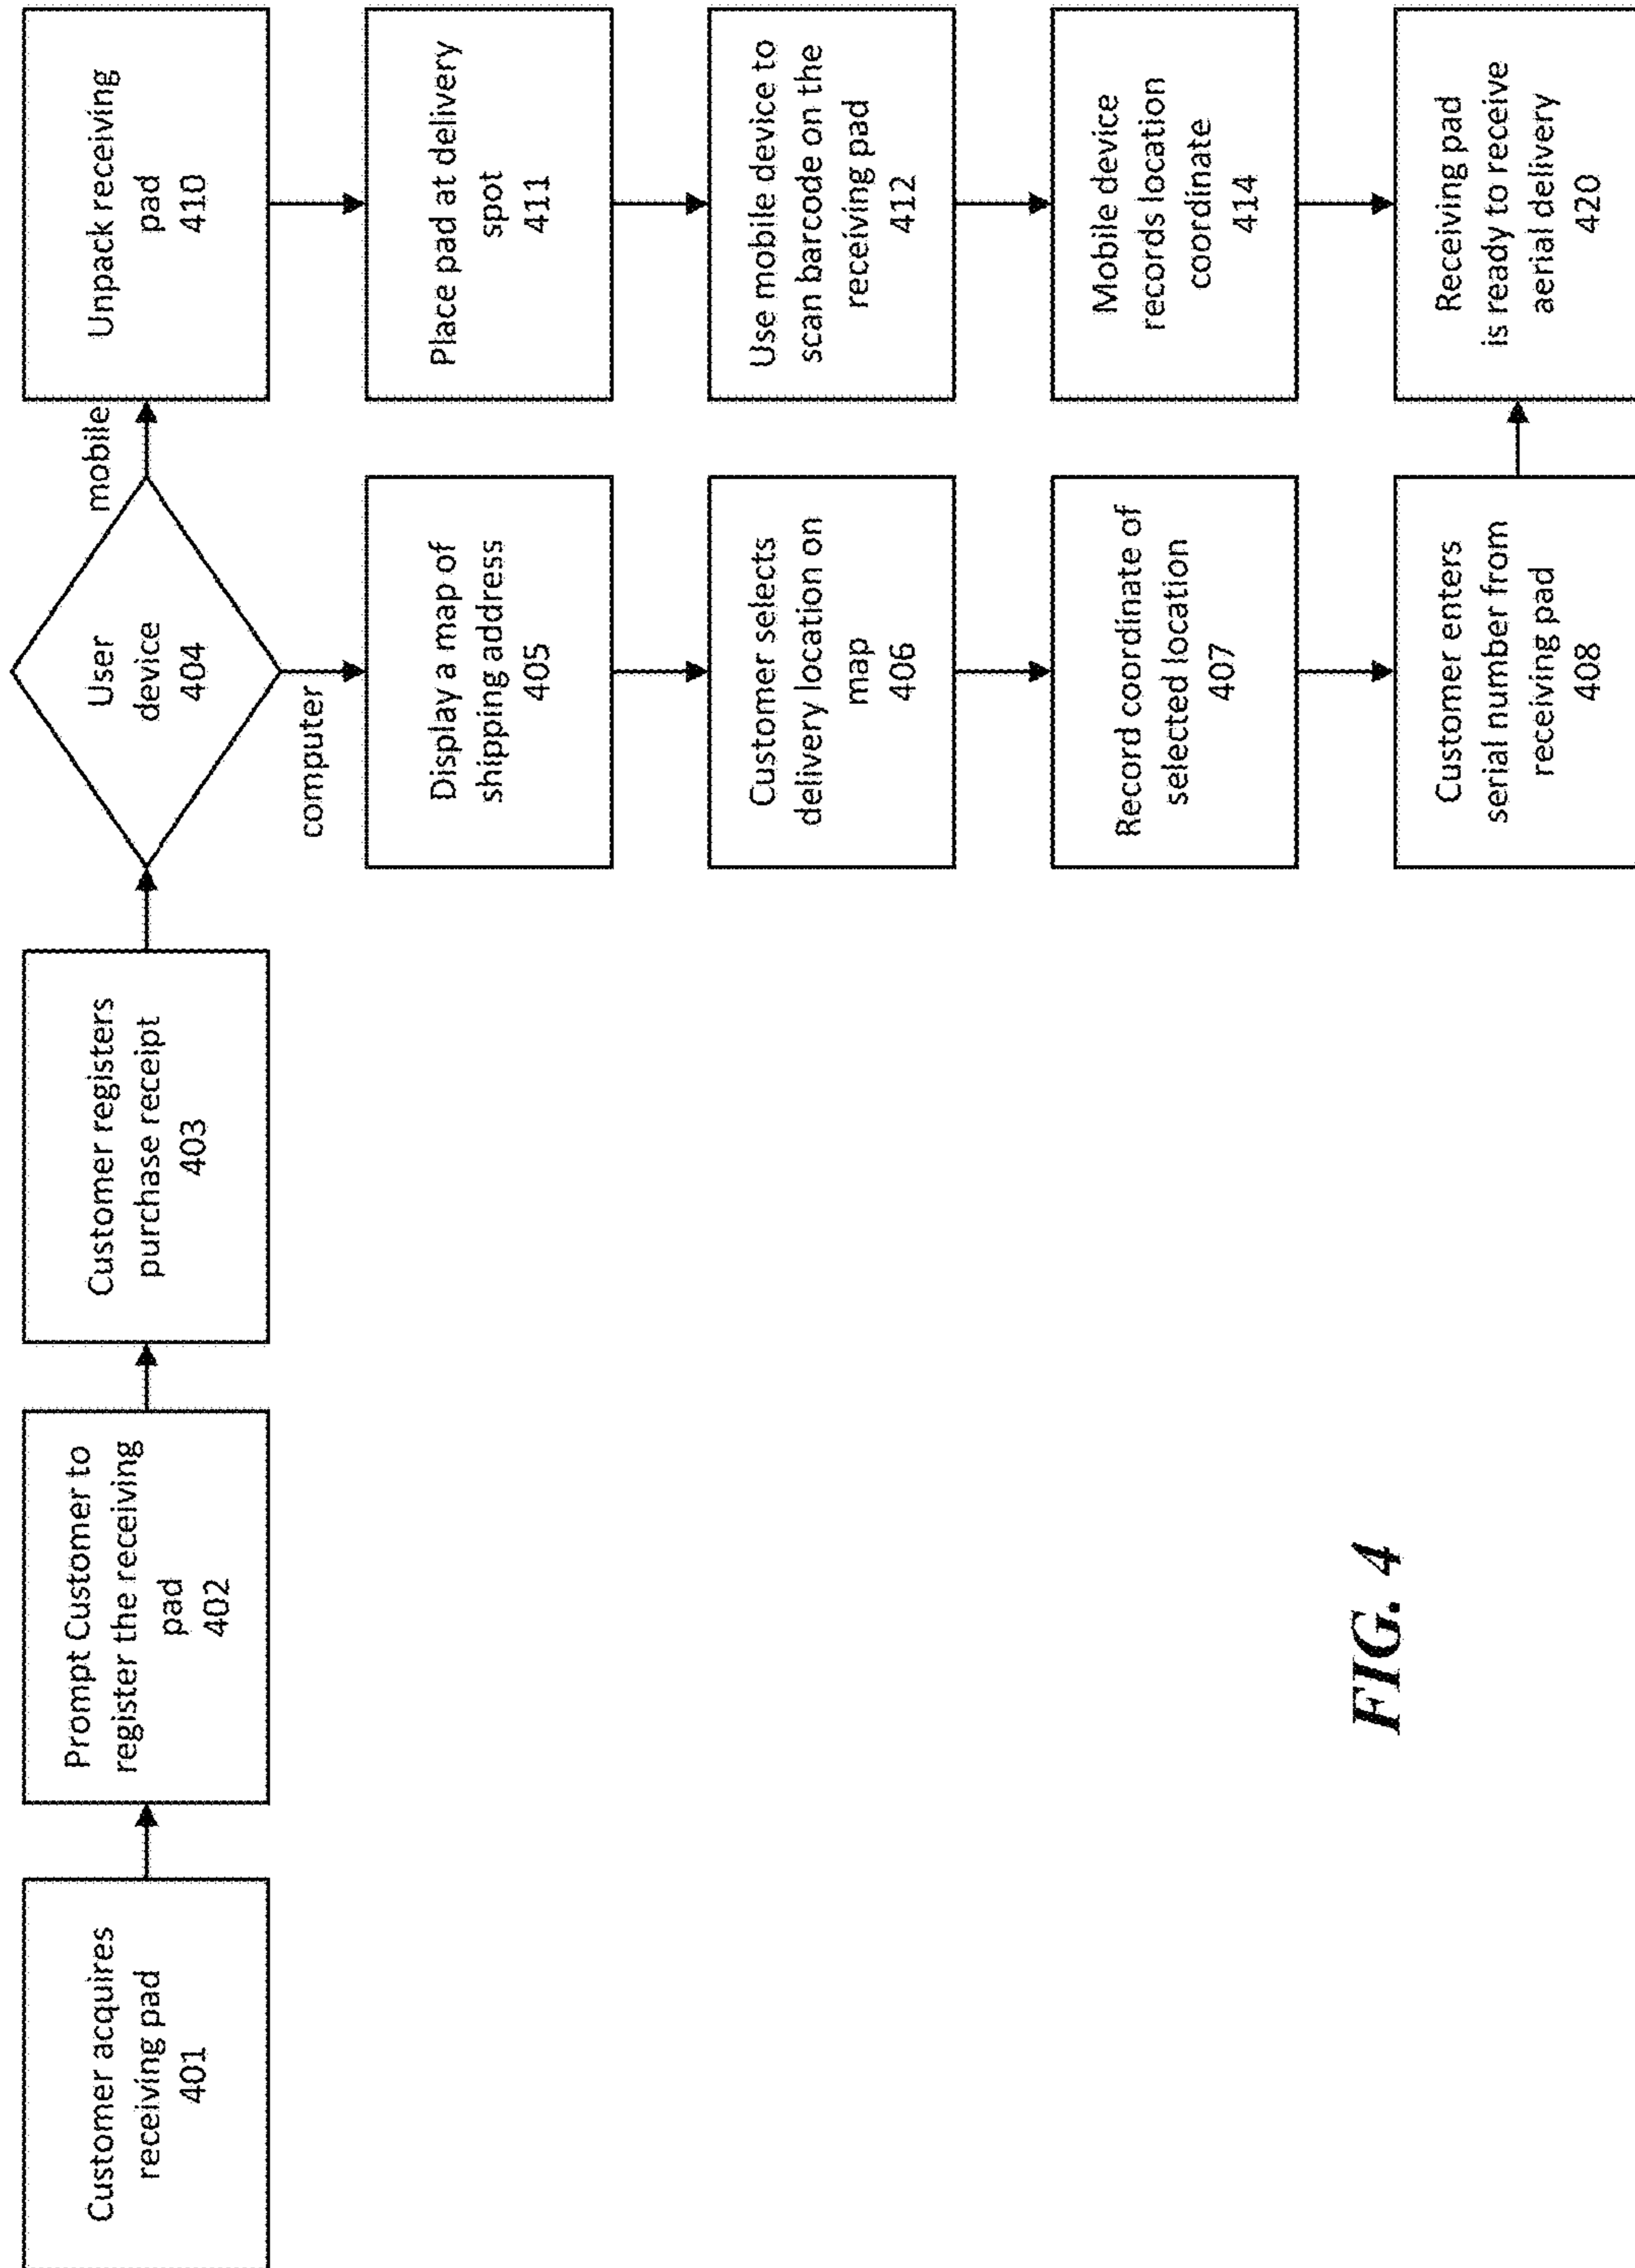 Customer acquires
receiving pad
401
Prompt Customer to
register the receiving
pad
402
Customer registers
purchase receipt
403
User
device
404
mobile
computer
Unpack receiving
pad
410
Display a map of
shipping address
405
Place pad at delivery
spot
411
Customer selects
delivery location on
map
406
Use mobile device to
scan barcode on the
receiving pad
412
Record coordinate of
selected location
407
Mobile device
records location
coordinate
414
Customer enters
serial number from
receiving pad
408
Receiving pad
is ready to receive
aerial delivery
420
FIG. 4